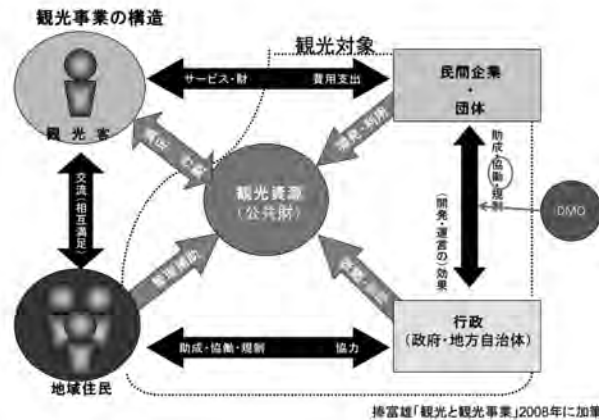 観光事業の構造
観光対象
観光客
サービス・財 費用支出
民間企業
・
団体
観光資源
(公共財)
交流(相互満足)
助成・協働・規制
(開発・運営の)効果
DMO
地域住民
助成・協働・規制 協力
行政
(政府・地方自治体)
捧富雄「観光と観光事業」2008年に加筆